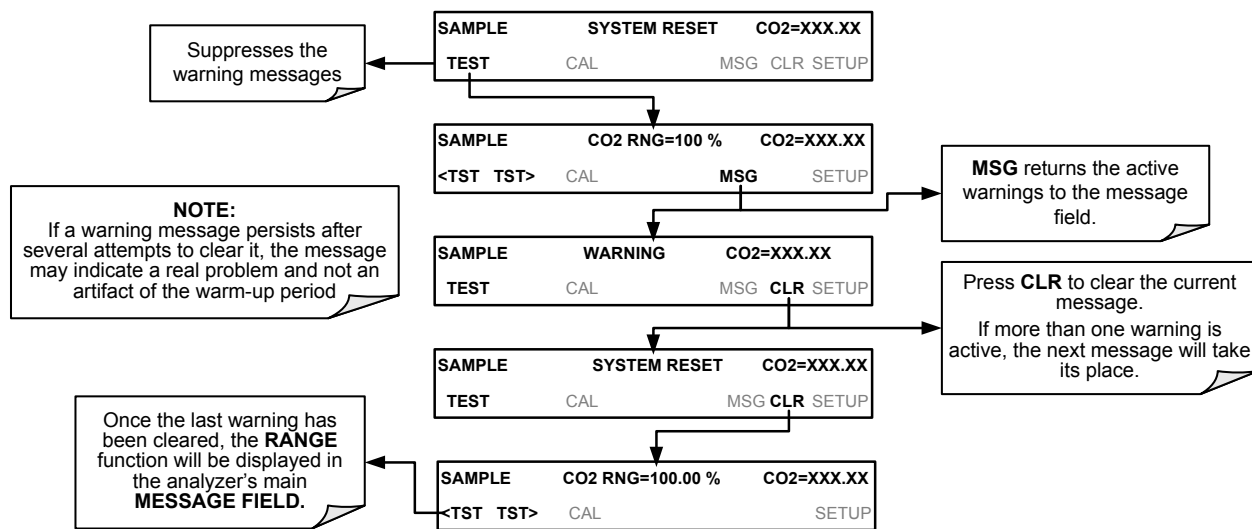 Suppresses the
warning messages
SAMPLE SYSTEM RESET CO2=XXX.XX
TEST CAL MSG CLR SETUP
SAMPLE CO2 RNG=100 % CO2=XXX.XX
<TST TST> CAL MSG SETUP
MSG returns the active
warnings to the message
field.
NOTE:
If a warning message persists after
several attempts to clear it, the message
may indicate a real problem and not an
artifact of the warm-up period
SAMPLE WARNING CO2=XXX.XX
TEST CAL MSG CLR SETUP
Press CLR to clear the current
message.
If more than one warning is
active, the next message will take
its place.
SAMPLE SYSTEM RESET CO2=XXX.XX
TEST CAL MSG CLR SETUP
Once the last warning has
been cleared, the RANGE
function will be displayed in
the analyzer's main
MESSAGE FIELD.
SAMPLE CO2 RNG=100.00 % CO2=XXX.XX
<TST TST> CAL SETUP